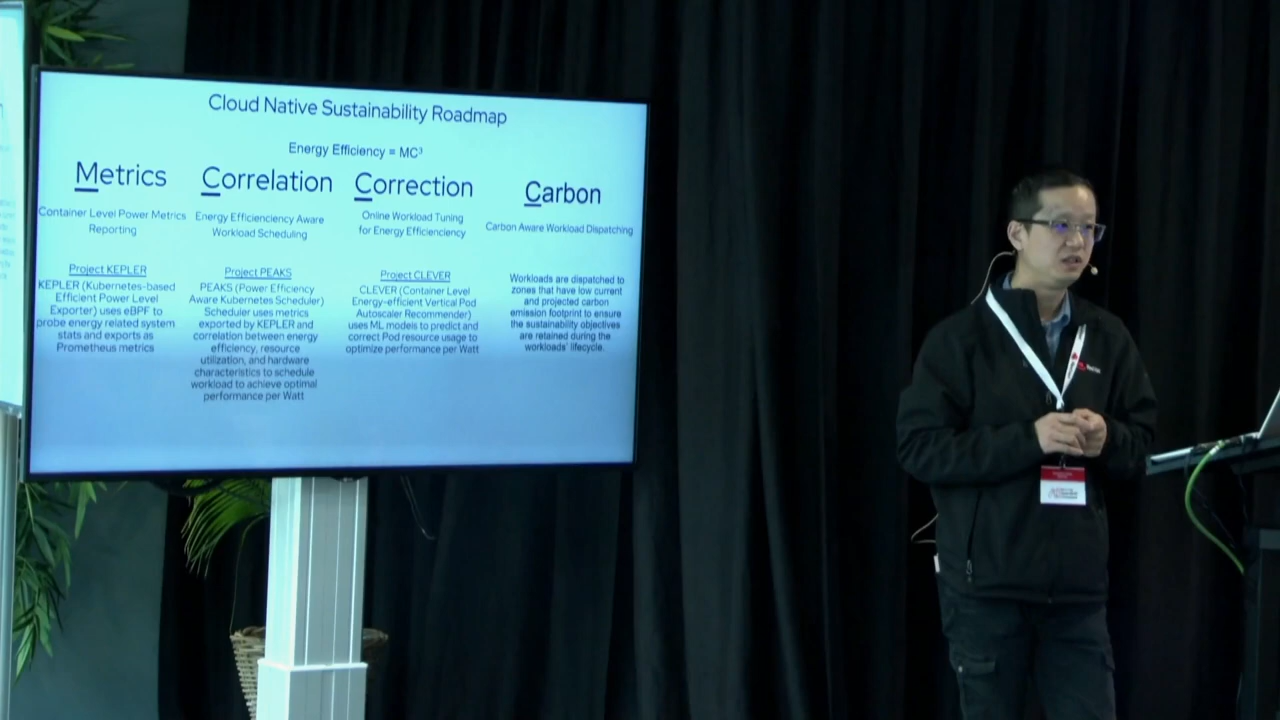 Cloud Native Sustainability Roadmap
Energy Efficiency = MC³
Metrics
Container Level Power Metrics
Reporting
Project KEPLER
KEPLER (Kubernetes-based
Efficient Power Level
Exporter) uses eBPF to
probe energy related system
stats and exports as
Prometheus metrics
Correlation
Energy Efficienciency Aware
Workload Scheduling
Project PEAKS
PEAKS (Power Efficiency
Aware Kubernetes Scheduler)
Scheduler uses metrics
exported by KEPLER and
correlation between energy
efficiency, resource
utilization, and hardware
characteristics to schedule
workload to achieve optimal
performance per Watt
Correction
Online Workload Tuning
for Energy Efficienciency
Project CLEVER
CLEVER (Container Level
Energy-efficient Vertical Pod
Autoscaler Recommender)
uses ML models to predict and
correct Pod resource usage to
optimize performance per Watt
Carbon
Carbon Aware Workload Dispatching
Workloads are dispatched to
zones that have low current
and projected carbon
emission footprint to ensure
the sustainability objectives
are retained during the
workloads' lifecycle.